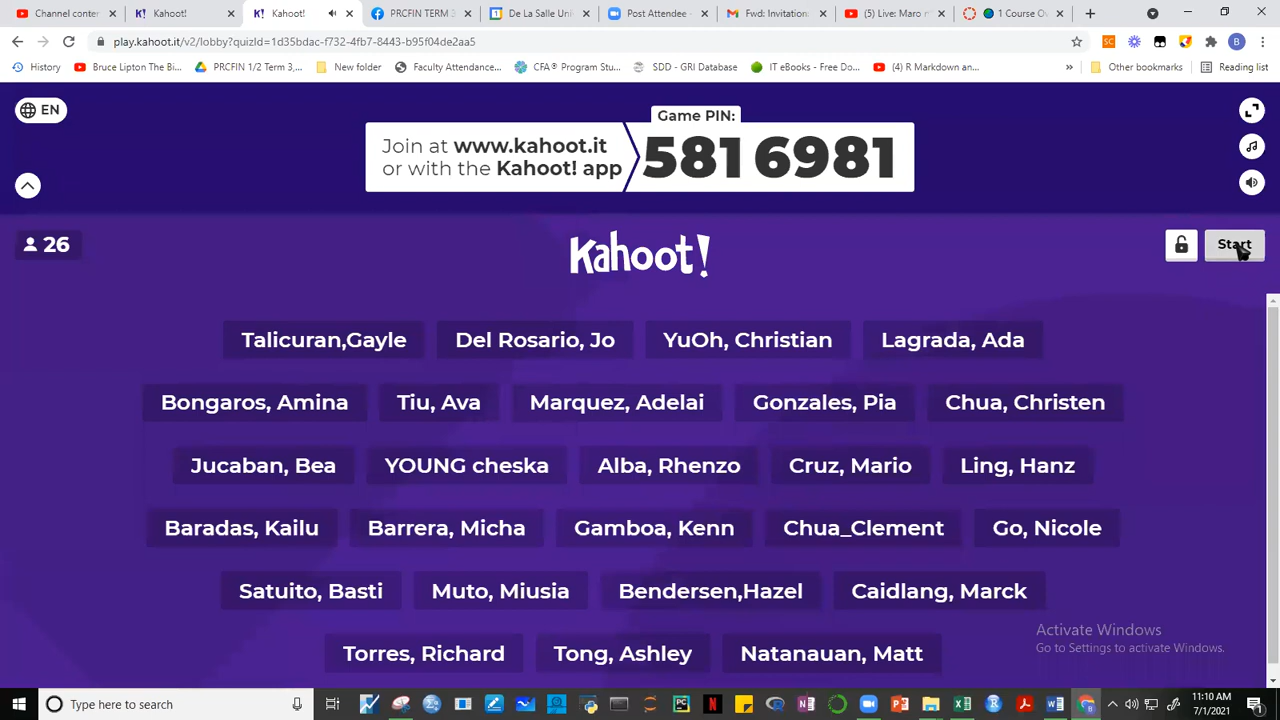 Content conter
Kahoot!
Kahoot!
PRCFIN TERM 3
De La Salle Uni
Post Attendee -
Fwd: Invitation
(5) Live: Maro n
1 Course Ov
play.kahoot.it/v2/lobby?quizId=1d35bdac-f732-4fb7-8443-b95f04de2aa5
History
Bruce Lipton The Bi...
PRCFIN 1/2 Term 3,...
New folder
Faculty Attendance...
CFA® Program Stu...
SDD - GRI Database
IT eBooks - Free Do...
(4) R Markdown an...
»
Other bookmarks
Reading list
EN
Game PIN:
Join at www.kahoot.it
or with the Kahoot! app
581 6981
26
Kahoot!
Start
Talicuran,Gayle
Del Rosario, Jo
YuOh, Christian
Lagrada, Ada
Bongaros, Amina
Tiu, Ava
Marquez, Adelai
Gonzales, Pia
Chua, Christen
Jucaban, Bea
YOUNG cheska
Alba, Rhenzo
Cruz, Mario
Ling, Hanz
Baradas, Kailu
Barrera, Micha
Gamboa, Kenn
Chua_Clement
Go, Nicole
Satuito, Basti
Muto, Miusia
Bendersen,Hazel
Caidlang, Marck
Torres, Richard
Tong, Ashley
Natanauan, Matt
Activate Windows
Go to Settings to activate Windows.
Type here to search
11:10 AM
7/1/2021